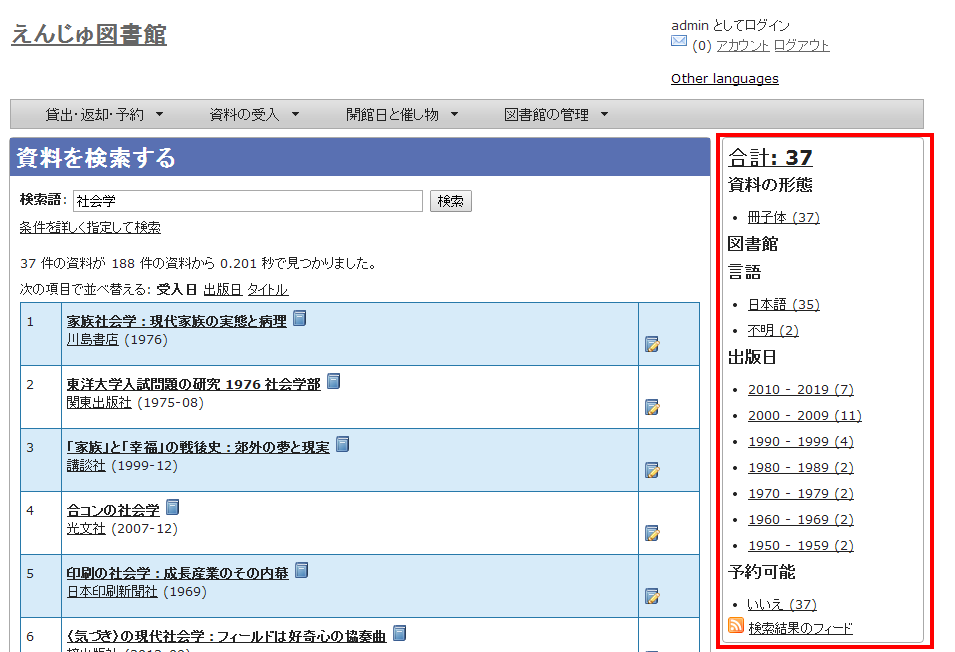 えんじゅ図書館
admin としてログイン
(0) アカウント ログアウト
Other languages
貸出・返却・予約 ▼ 資料の受入 ▼ 開館日と催し物 ▼ 図書館の管理 ▼
資料を検索する
検索語: 社会学 検索
条件を詳しく指定して検索
37 件の資料が 188 件の資料から 0.201 秒で見つかりました。
次の項目で並べ替える: 受入日 出版日 タイトル
1 家族社会学 : 現代家族の実態と病理
川島書店 (1976)
2 東洋大学入試問題の研究 1976 社会学部
関東出版社 (1975-08)
3 「家族」と「幸福」の戦後史 : 郊外の夢と現実
講談社 (1999-12)
4 合コンの社会学
光文社 (2007-12)
5 印刷の社会学 : 成長産業のその内幕
日本印刷新聞社 (1969)
6 〈気づき〉の現代社会学 : フィールドは好奇心の協奏曲
合計: 37
資料の形態
• 冊子体 (37)
図書館
言語
• 日本語 (35)
• 不明 (2)
出版日
• 2010 - 2019 (7)
• 2000 - 2009 (11)
• 1990 - 1999 (4)
• 1980 - 1989 (2)
• 1970 - 1979 (2)
• 1960 - 1969 (2)
• 1950 - 1959 (2)
予約可能
• いいえ (37)
検索結果のフィード